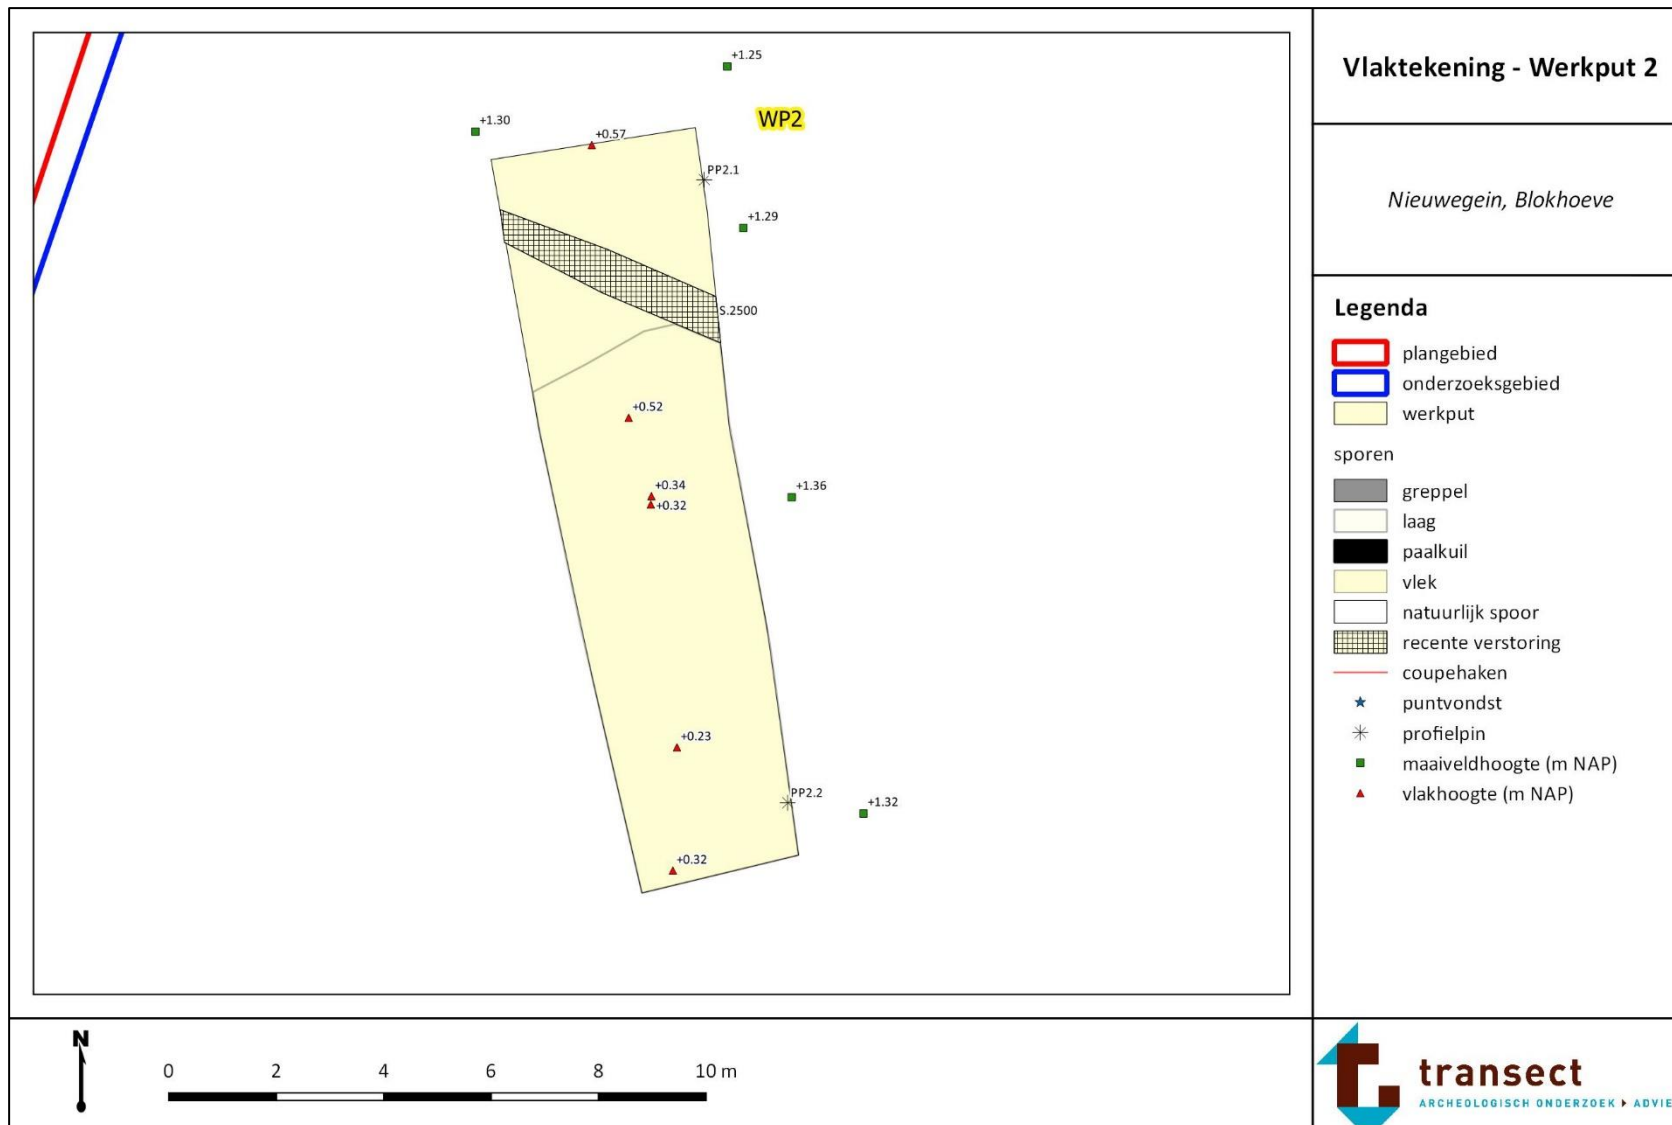 Vlaktekening - Werkput 2
Nieuwegein, Blokhoeve
+1.25
WP2
+1.30
+0.57
PP2.1
+1.29
S.2500
+0.52
+0.34
+0.32
+1.36
+0.23
PP2.2
+1.32
+0.32
Legenda
plangebied
onderzoeksgebied
werkput
sporen
greppel
laag
paalkuil
vlek
natuurlijk spoor
recente verstoring
coupehaken
puntvondst
profielpin
maaiveldhoogte (m NAP)
vlakhoogte (m NAP)
N
0 2 4 6 8 10 m
transect
ARCHEOLOGISCH ONDERZOEK ▸ ADVIE